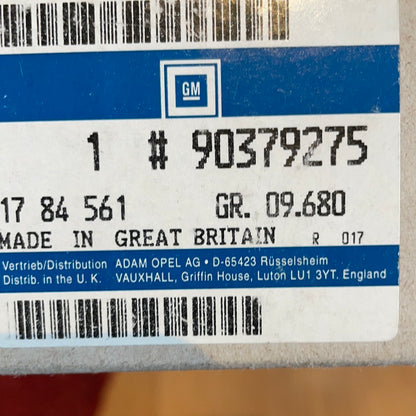 GM
1 # 90379275
17 84 561 GR. 09.680
MADE IN GREAT BRITAIN R 017
Vertrieb/Distribution ADAM OPEL AG • D-65423 Rüsselsheim
Distrib. in the U. K. VAUXHALL, Griffin House, Luton LU1 3YT. England